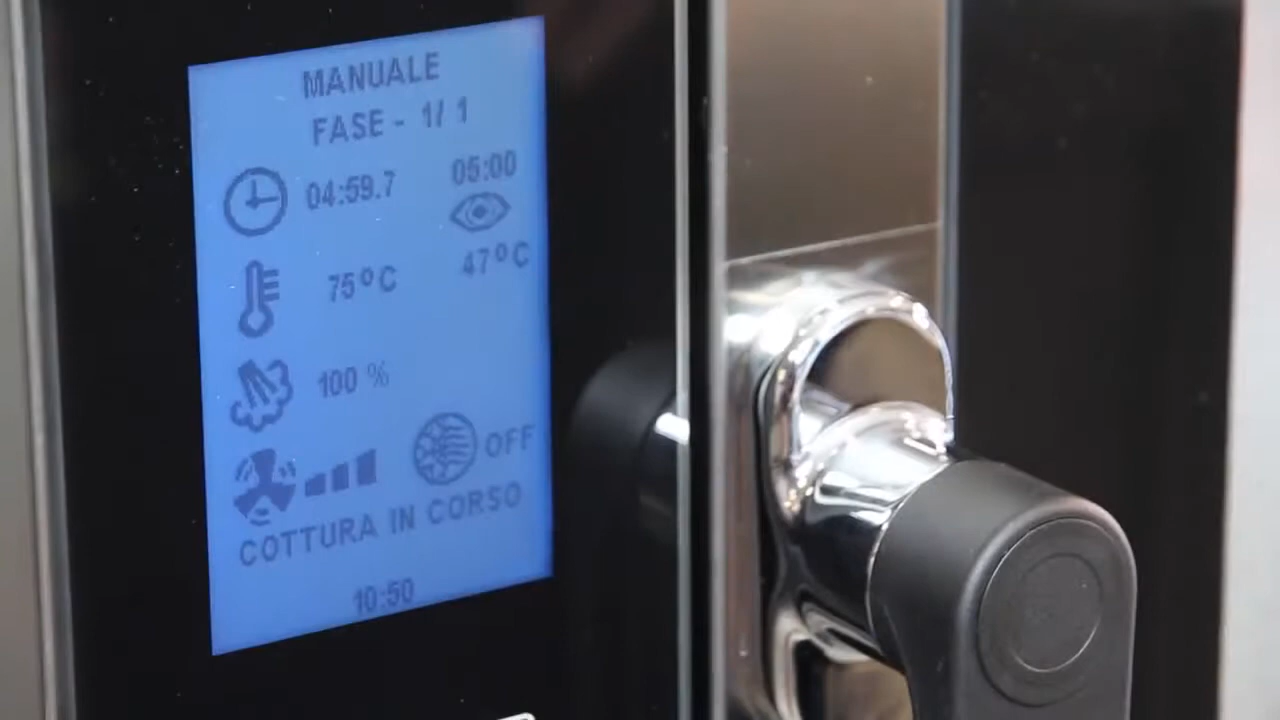 MANUALE
FASE - 1/ 1
04:59.7 05:00
75°C 47°C
100 %
OFF
COTTURA IN CORSO
10:50